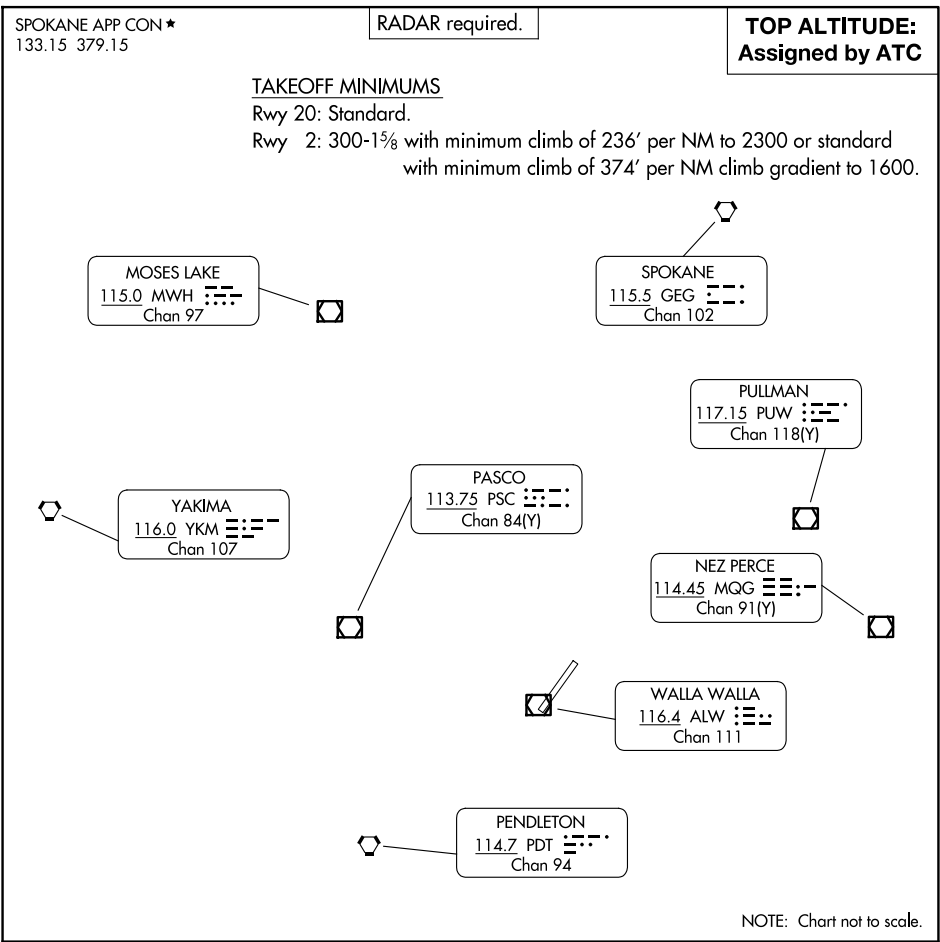 SPOKANE APP CON ★
133.15 379.15
RADAR required.
TOP ALTITUDE:
Assigned by ATC
TAKEOFF MINIMUMS
Rwy 20: Standard.
Rwy 2: 300-1⅝ with minimum climb of 236' per NM to 2300 or standard
with minimum climb of 374' per NM climb gradient to 1600.
MOSES LAKE
115.0 MWH
Chan 97
SPOKANE
115.5 GEG
Chan 102
PULLMAN
117.15 PUW
Chan 118(Y)
PASCO
113.75 PSC
Chan 84(Y)
YAKIMA
116.0 YKM
Chan 107
NEZ PERCE
114.45 MQG
Chan 91(Y)
WALLA WALLA
116.4 ALW
Chan 111
PENDLETON
114.7 PDT
Chan 94
NOTE: Chart not to scale.